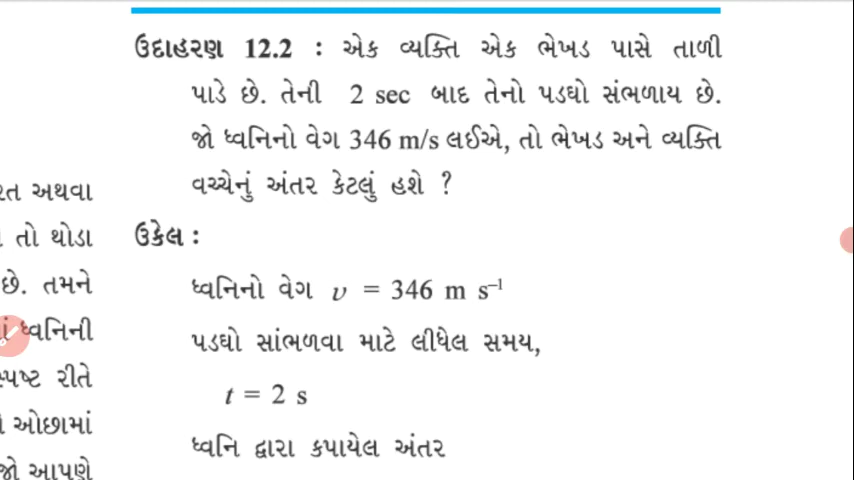 ઉદાહરણ 12.2 : એક વ્યક્તિ એક ભેખડ પાસે તાળી
પાડે છે. તેની 2 sec બાદ તેનો પડઘો સંભળાય છે.
જો ધ્વનિનો વેગ 346 m/s લઈએ, તો ભેખડ અને વ્યક્તિ
વચ્ચેનું અંતર કેટલું હશે ?
ઉકેલ :
ધ્વનિનો વેગ υ = 346 m s⁻¹
પડઘો સાંભળવા માટે લીધેલ સમય,
t = 2 s
ધ્વનિ દ્વારા કપાયેલ અંતર
અથવા
તો થોડા
છે. તમને
ધ્વનિની
રીતે
ઓછામાં
જો આપણે